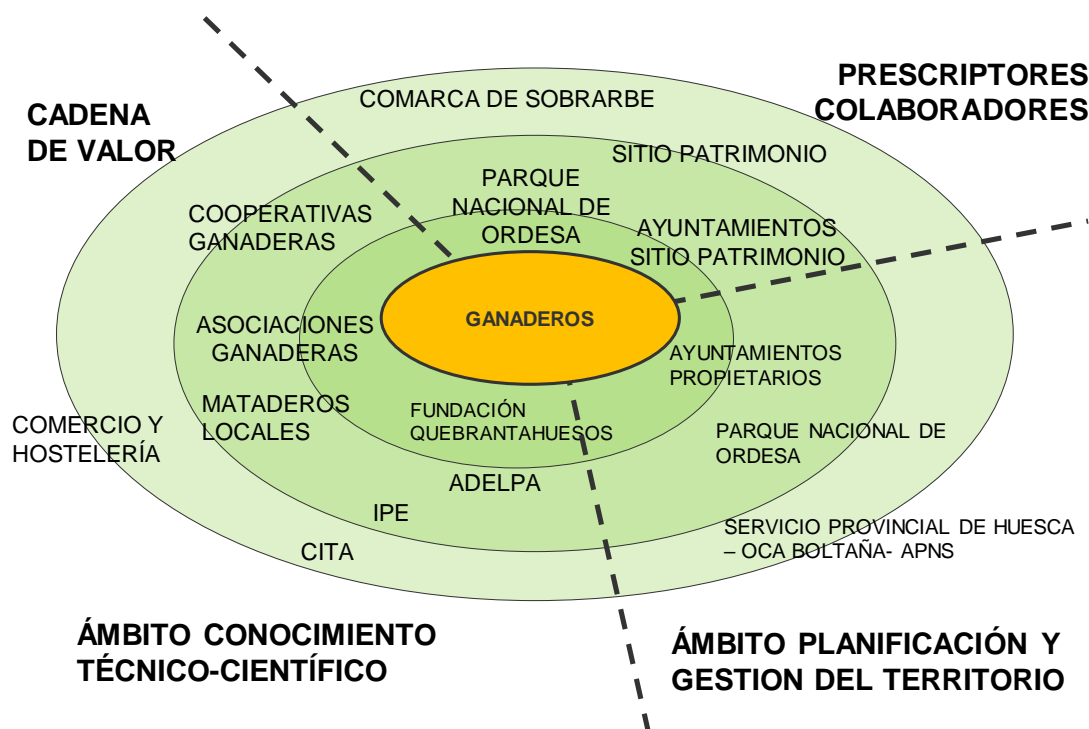 CADENA
DE VALOR
PRESCRIPTORES
COLABORADORES
COMARCA DE SOBRARBE
SITIO PATRIMONIO
PARQUE
NACIONAL DE
ORDESA
COOPERATIVAS
GANADERAS
AYUNTAMIENTOS
SITIO PATRIMONIO
GANADEROS
ASOCIACIONES
GANADERAS
AYUNTAMIENTOS
PROPIETARIOS
MATADEROS
LOCALES
FUNDACIÓN
QUEBRANTAHUESOS
COMERCIO Y
HOSTELERÍA
PARQUE NACIONAL DE
ORDESA
ADELPA
IPE
CITA
SERVICIO PROVINCIAL DE HUESCA
– OCA BOLTAÑA- APNS
ÁMBITO CONOCIMIENTO
TÉCNICO-CIENTÍFICO
ÁMBITO PLANIFICACIÓN Y
GESTION DEL TERRITORIO